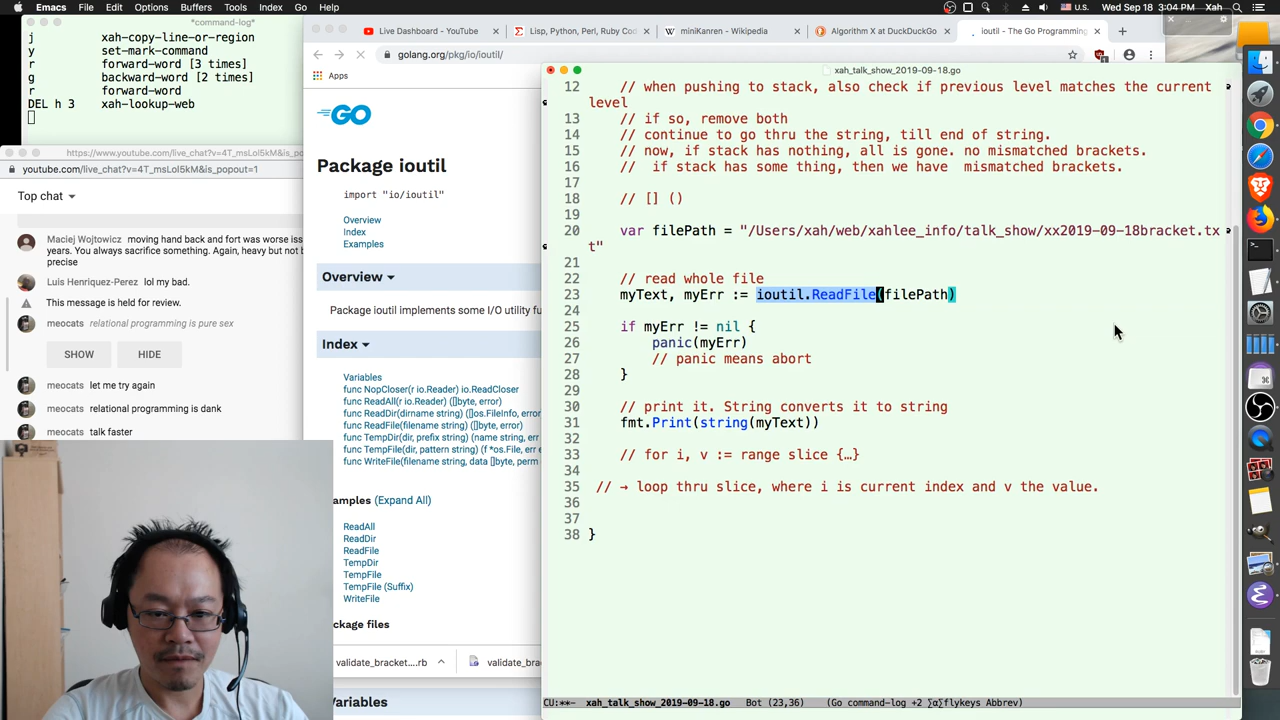 Emacs File Edit Options Buffers Tools Index Go Help
Wed Sep 18 3:04 AM
*command-log*
j xah-copy-line-or-region
y set-mark-command
r forward-word [3 times]
g backward-word [2 times]
r forward-word
DEL h 3 xah-lookup-web
Live Dashboard - YouTube
Lisp, Python, Perl, Ruby Cod
miniKanren - Wikipedia
Algorithm X at DuckDuckGo
ioutil - The Go Programming
golang.org/pkg/io/ioutil/
Apps
https://www.youtube.com/live_chat?v=4T_msLol5kM&is_po
youtube.com/live_chat?v=4T_msLol5kM&is_popout=1
Top chat
Maciej Wojtowicz moving hand back and fort was worse iss
years. You always sacrifice something. Again, heavy but not b
precise
Luis Henriquez-Perez lol my bad.
This message is held for review.
meocats relational programming is pure sex
SHOW HIDE
meocats let me try again
meocats relational programming is dank
meocats talk faster
GO
Package ioutil
import "io/ioutil"
Overview
Index
Examples
Overview
Package ioutil implements some I/O utility fu
Index
Variables
func NopCloser(r io.Reader) io.ReadCloser
func ReadAll(r io.Reader) ([]byte, error)
func ReadDir(dirname string) ([]os.FileInfo, error)
func ReadFile(filename string) ([]byte, error)
func TempDir(dir, prefix string) (name string, err
func TempFile(dir, pattern string) (f *os.File, err e
func WriteFile(filename string, data []byte, perm
amples (Expand All)
ReadAll
ReadDir
ReadFile
TempDir
TempFile
TempFile (Suffix)
WriteFile
ckage files
validate_bracket....rb
validate_brac
ariables
xah_talk_show_2019-09-18.go
12 // when pushing to stack, also check if previous level matches the current
level
13 // if so, remove both
14 // continue to go thru the string, till end of string.
15 // now, if stack has nothing, all is gone. no mismatched brackets.
16 // if stack has some thing, then we have mismatched brackets.
17
18 // [] ()
19
20 var filePath = "/Users/xah/web/xahlee_info/talk_show/xx2019-09-18bracket.tx
t"
21
22 // read whole file
23 myText, myErr := ioutil.ReadFile(filePath)
24
25 if myErr != nil {
26 panic(myErr)
27 // panic means abort
28 }
29
30 // print it. String converts it to string
31 fmt.Print(string(myText))
32
33 // for i, v := range slice {…}
34
35 // → loop thru slice, where i is current index and v the value.
36
37
38 }
CU:**- xah_talk_show_2019-09-18.go Bot (23,36) (Go command-log +2 ∑α∑flykeys Abbrev)